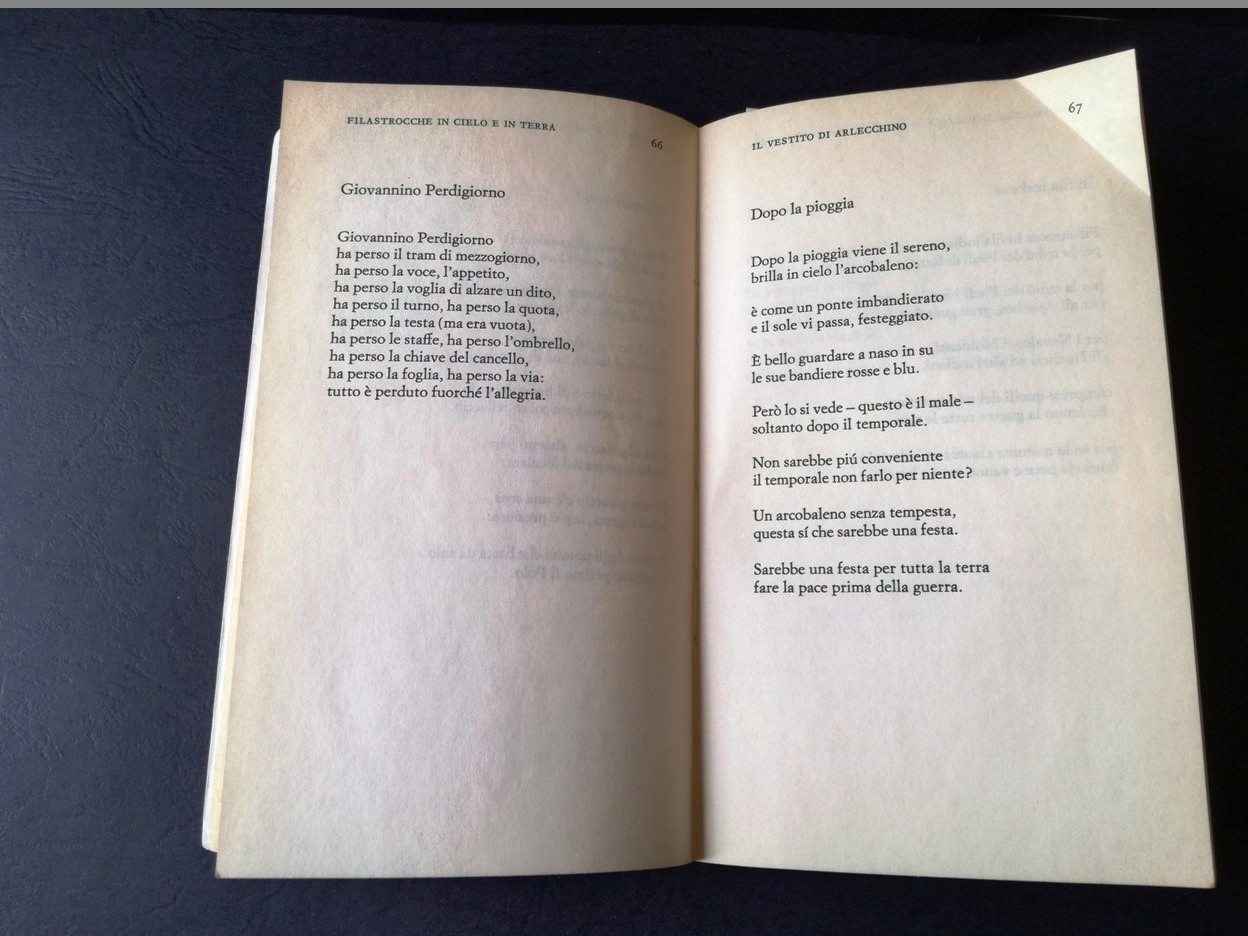 FILASTROCCHE IN CIELO E IN TERRA
66
Giovannino Perdigiorno
Giovannino Perdigiorno
ha perso il tram di mezzogiorno,
ha perso la voce, l'appetito,
ha perso la voglia di alzare un dito,
ha perso il turno, ha perso la quota,
ha perso la testa (ma era vuota),
ha perso le staffe, ha perso l'ombrello,
ha perso la chiave del cancello,
ha perso la foglia, ha perso la via:
tutto è perduto fuorché l'allegria.
IL VESTITO DI ARLECCHINO
67
Dopo la pioggia
Dopo la pioggia viene il sereno,
brilla in cielo l'arcobaleno:
è come un ponte imbandierato
e il sole vi passa, festeggiato.
È bello guardare a naso in su
le sue bandiere rosse e blu.
Però lo si vede – questo è il male –
soltanto dopo il temporale.
Non sarebbe piú conveniente
il temporale non farlo per niente?
Un arcobaleno senza tempesta,
questa sí che sarebbe una festa.
Sarebbe una festa per tutta la terra
fare la pace prima della guerra.